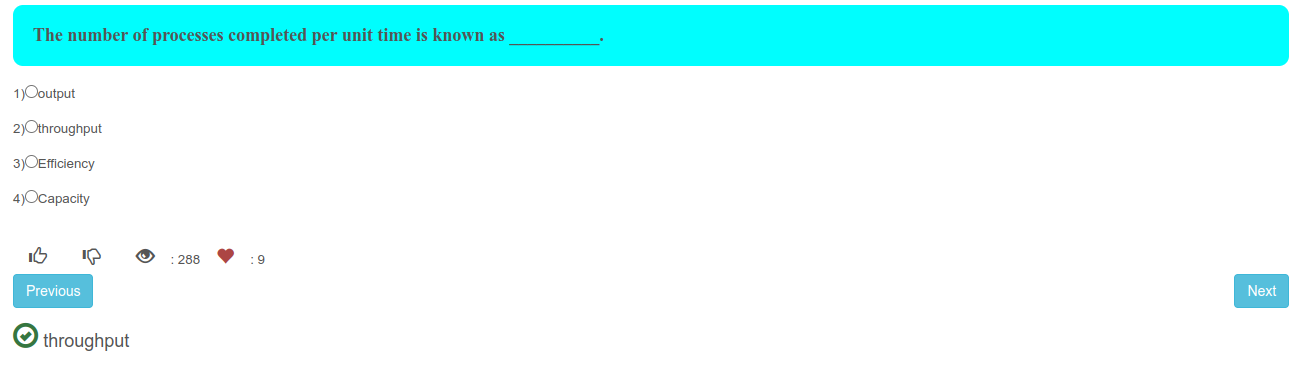 The number of processes completed per unit time is known as __________.
1)output
2)throughput
3)Efficiency
4)Capacity
: 288 : 9
Previous Next
throughput